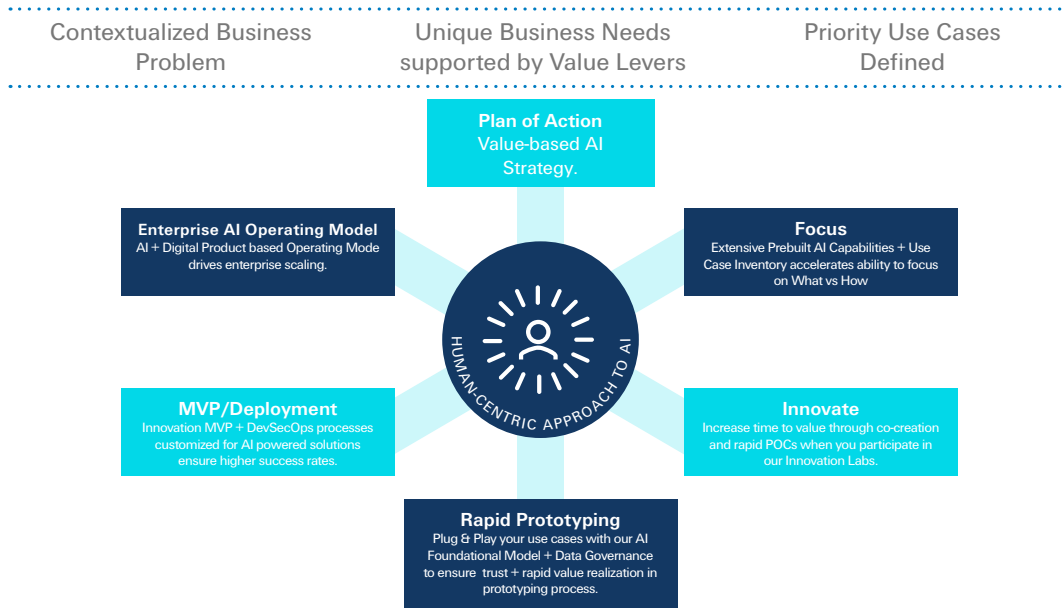 Contextualized Business
Problem
Unique Business Needs
supported by Value Levers
Priority Use Cases
Defined
Plan of Action
Value-based AI
Strategy.
Enterprise AI Operating Model
AI + Digital Product based Operating Mode
drives enterprise scaling.
Focus
Extensive Prebuilt AI Capabilities + Use
Case Inventory accelerates ability to focus
on What vs How
HUMAN-CENTRIC APPROACH TO AI
MVP/Deployment
Innovation MVP + DevSecOps processes
customized for AI powered solutions
ensure higher success rates.
Innovate
Increase time to value through co-creation
and rapid POCs when you participate in
our Innovation Labs.
Rapid Prototyping
Plug & Play your use cases with our AI
Foundational Model + Data Governance
to ensure trust + rapid value realization in
prototyping process.